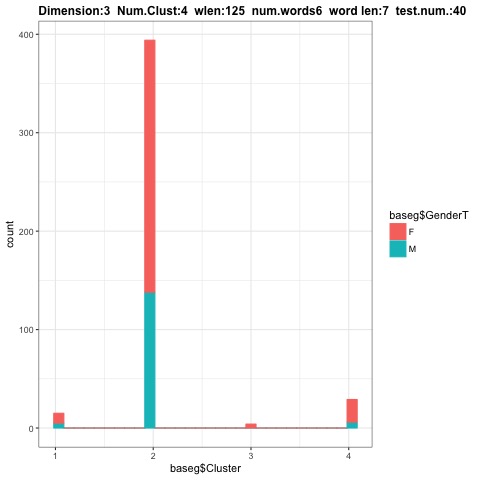 Dimension:3  Num.Clust:4  wlen:125  num.words6  word len:7  test.num.:40
400
300
200
100
0
count
1 2 3 4
baseg$Cluster
baseg$GenderT
F
M